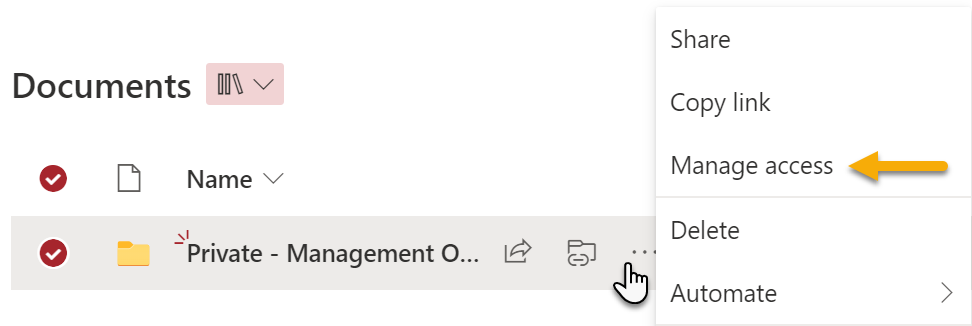 Documents
Name
Private - Management O...
Share
Copy link
Manage access
Delete
Automate